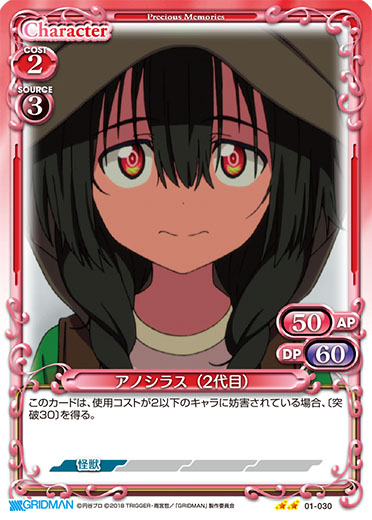 Precious Memories
Character
COST
2
SOURCE
3
50 AP
DP 60
アノシラス (2代目)
このカードは、使用コストが2以下のキャラに妨害されている場合、〔突
破30〕を得る。
怪獣
GRIDMAN
©円谷プロ ©2018 TRIGGER・雨宮哲/「GRIDMAN」製作委員会
01-030